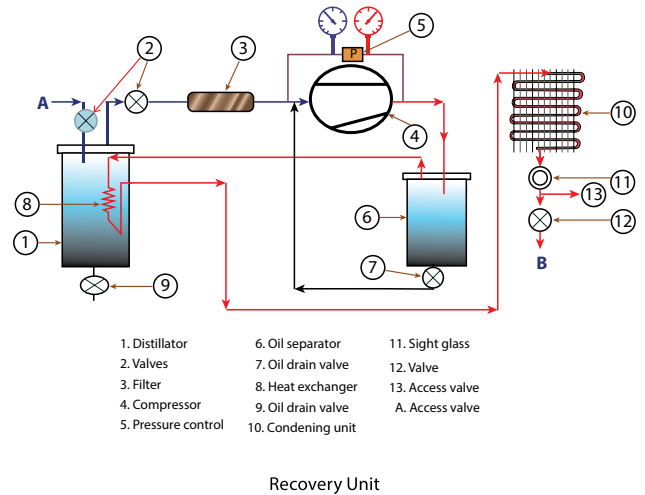 5
2
3
P
A
10
4
11
13
8
6
12
1
B
7
9
1. Distillator
2. Valves
3. Filter
4. Compressor
5. Pressure control
6. Oil separator
7. Oil drain valve
8. Heat exchanger
9. Oil drain valve
10. Condening unit
11. Sight glass
12. Valve
13. Access valve
A. Access valve
Recovery Unit